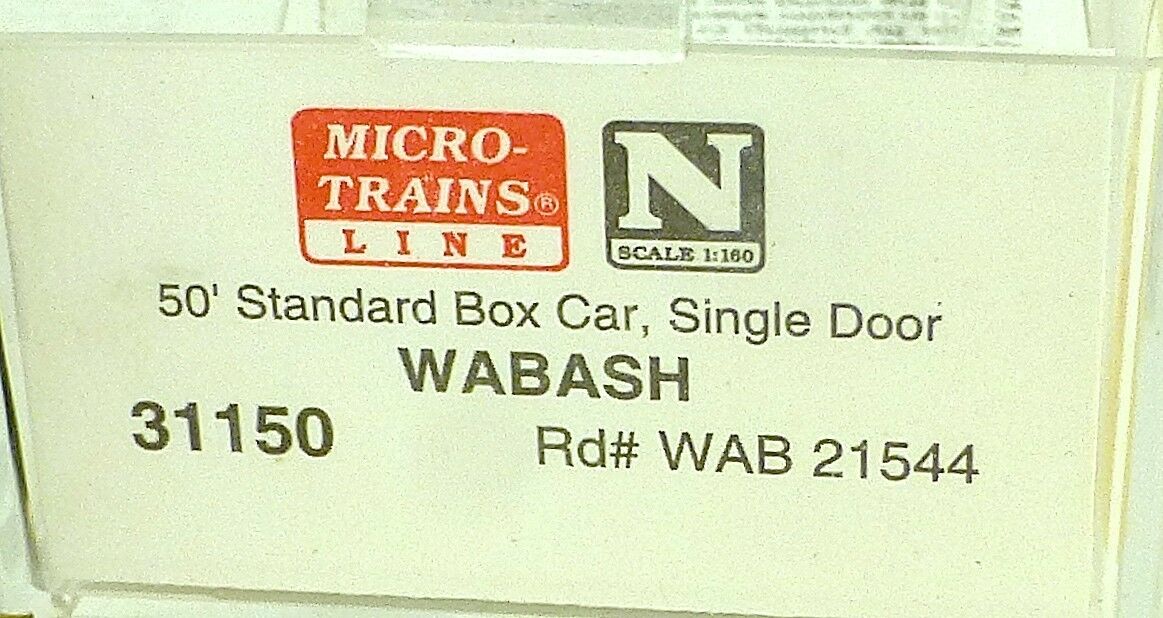 MICRO-
TRAINS®
LINE
N
SCALE 1:160
50' Standard Box Car, Single Door
WABASH
31150
Rd# WAB 21544